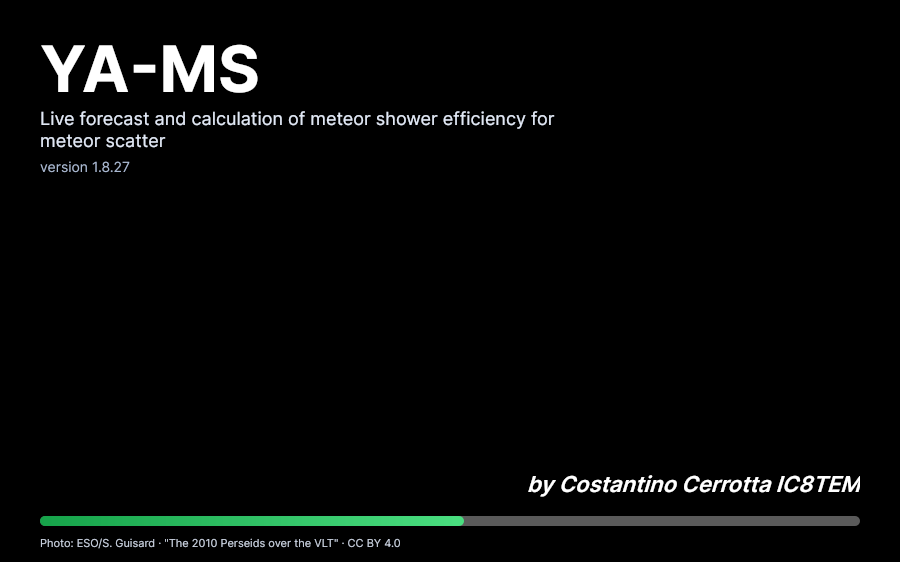 YA-MS
Live forecast and calculation of meteor shower efficiency for
meteor scatter
version 1.8.27
by Costantino Cerrotta IC8TEM
Photo: ESO/S. Guisard · "The 2010 Perseids over the VLT" · CC BY 4.0